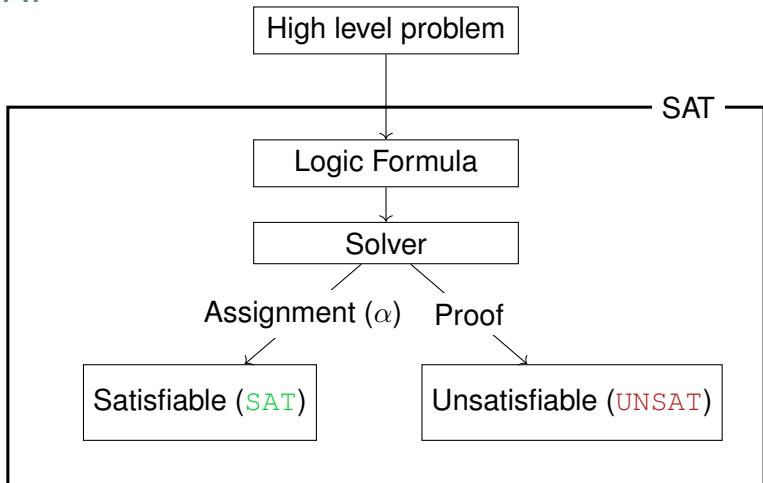 High level problem
SAT
Logic Formula
Solver
Assignment (α) Proof
Satisfiable (SAT) Unsatisfiable (UNSAT)